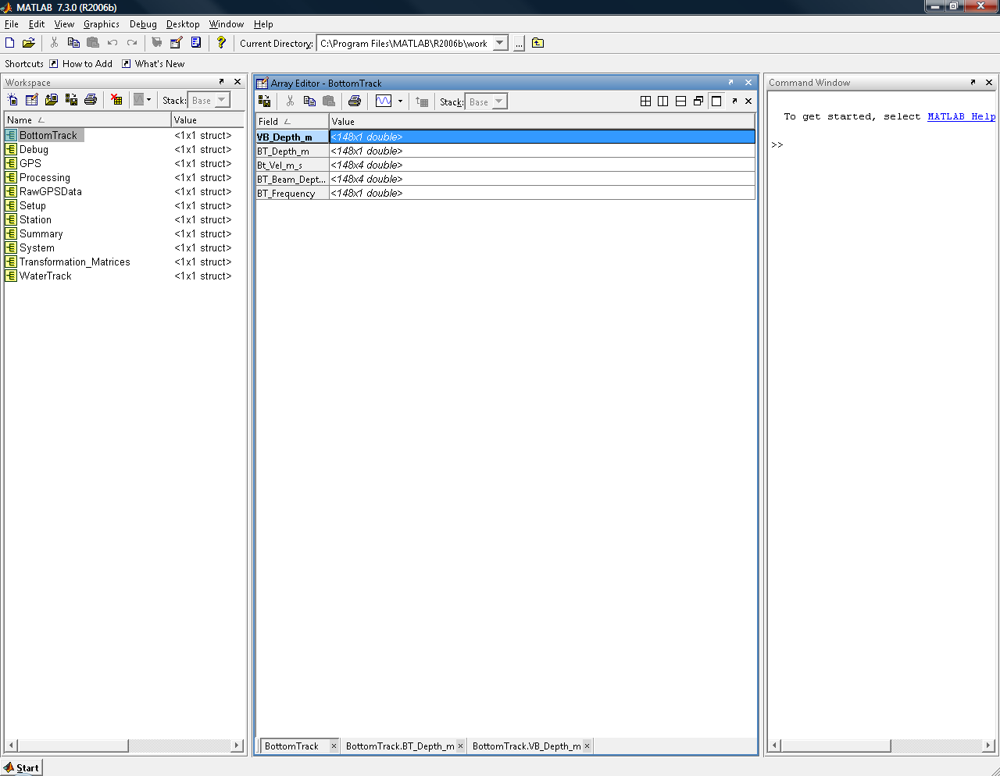 MATLAB 7.3.0 (R2006b)
File Edit View Graphics Debug Desktop Window Help
Current Directory: C:\Program Files\MATLAB\R2006b\work ...
Shortcuts How to Add What's New
Workspace
Stack: Base
Name Value
BottomTrack <1x1 struct>
Debug <1x1 struct>
GPS <1x1 struct>
Processing <1x1 struct>
RawGPSData <1x1 struct>
Setup <1x1 struct>
Station <1x1 struct>
Summary <1x1 struct>
System <1x1 struct>
Transformation_Matrices <1x1 struct>
WaterTrack <1x1 struct>
Array Editor - BottomTrack
Stack: Base
Field Value
VB_Depth_m <148x1 double>
BT_Depth_m <148x1 double>
Bt_Vel_m_s <148x4 double>
BT_Beam_Dept... <148x4 double>
BT_Frequency <148x1 double>
BottomTrack BottomTrack.BT_Depth_m BottomTrack.VB_Depth_m
Command Window
To get started, select MATLAB Help
>>
Start